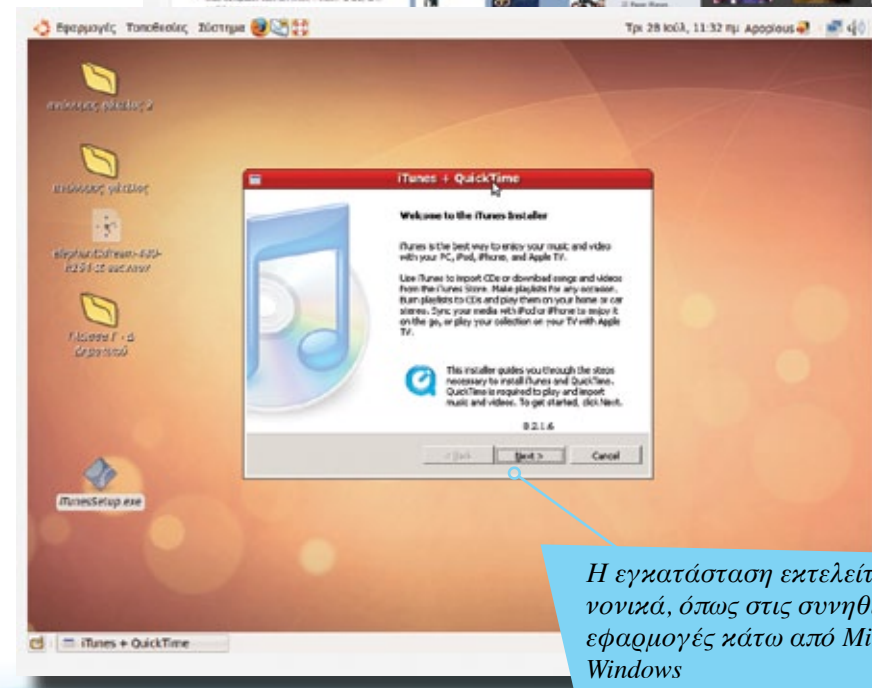 Εφαρμογές Τοποθεσίες Σύστημα
Τρι 28 Ιούλ, 11:32 πμ
ανώνυμος φάκελος 2
ανώνυμος φάκελος
iTunesSetup.exe
iTunes + QuickTime
Welcome to the iTunes Installer
iTunes is the best way to enjoy your music and video
with your PC, iPod, iPhone, and Apple TV.
Use iTunes to import CDs or download songs and videos
from the iTunes Store. Make playlists for any occasion.
Burn playlists to CDs and play them on your home or car
stereo. Sync your media with iPod or iPhone to enjoy it
on the go, or play your collection on your TV with Apple
TV.
This installer guides you through the steps
necessary to install iTunes and QuickTime.
QuickTime is required to play and import
music and videos. To get started, click Next.
8.2.1.6
< Back Next > Cancel
Η εγκατάσταση εκτελείτ
νονικά, όπως στις συνηθι
εφαρμογές κάτω από Mi
Windows
iTunes + QuickTime